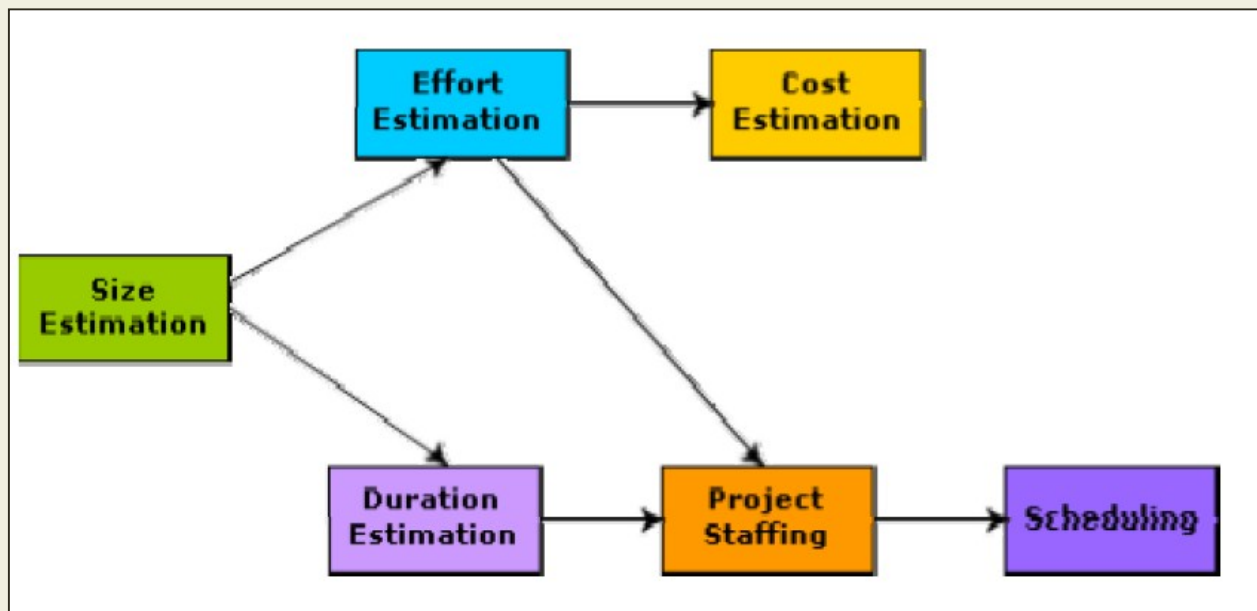 Effort
Estimation
Cost
Estimation
Size
Estimation
Duration
Estimation
Project
Staffing
Scheduling